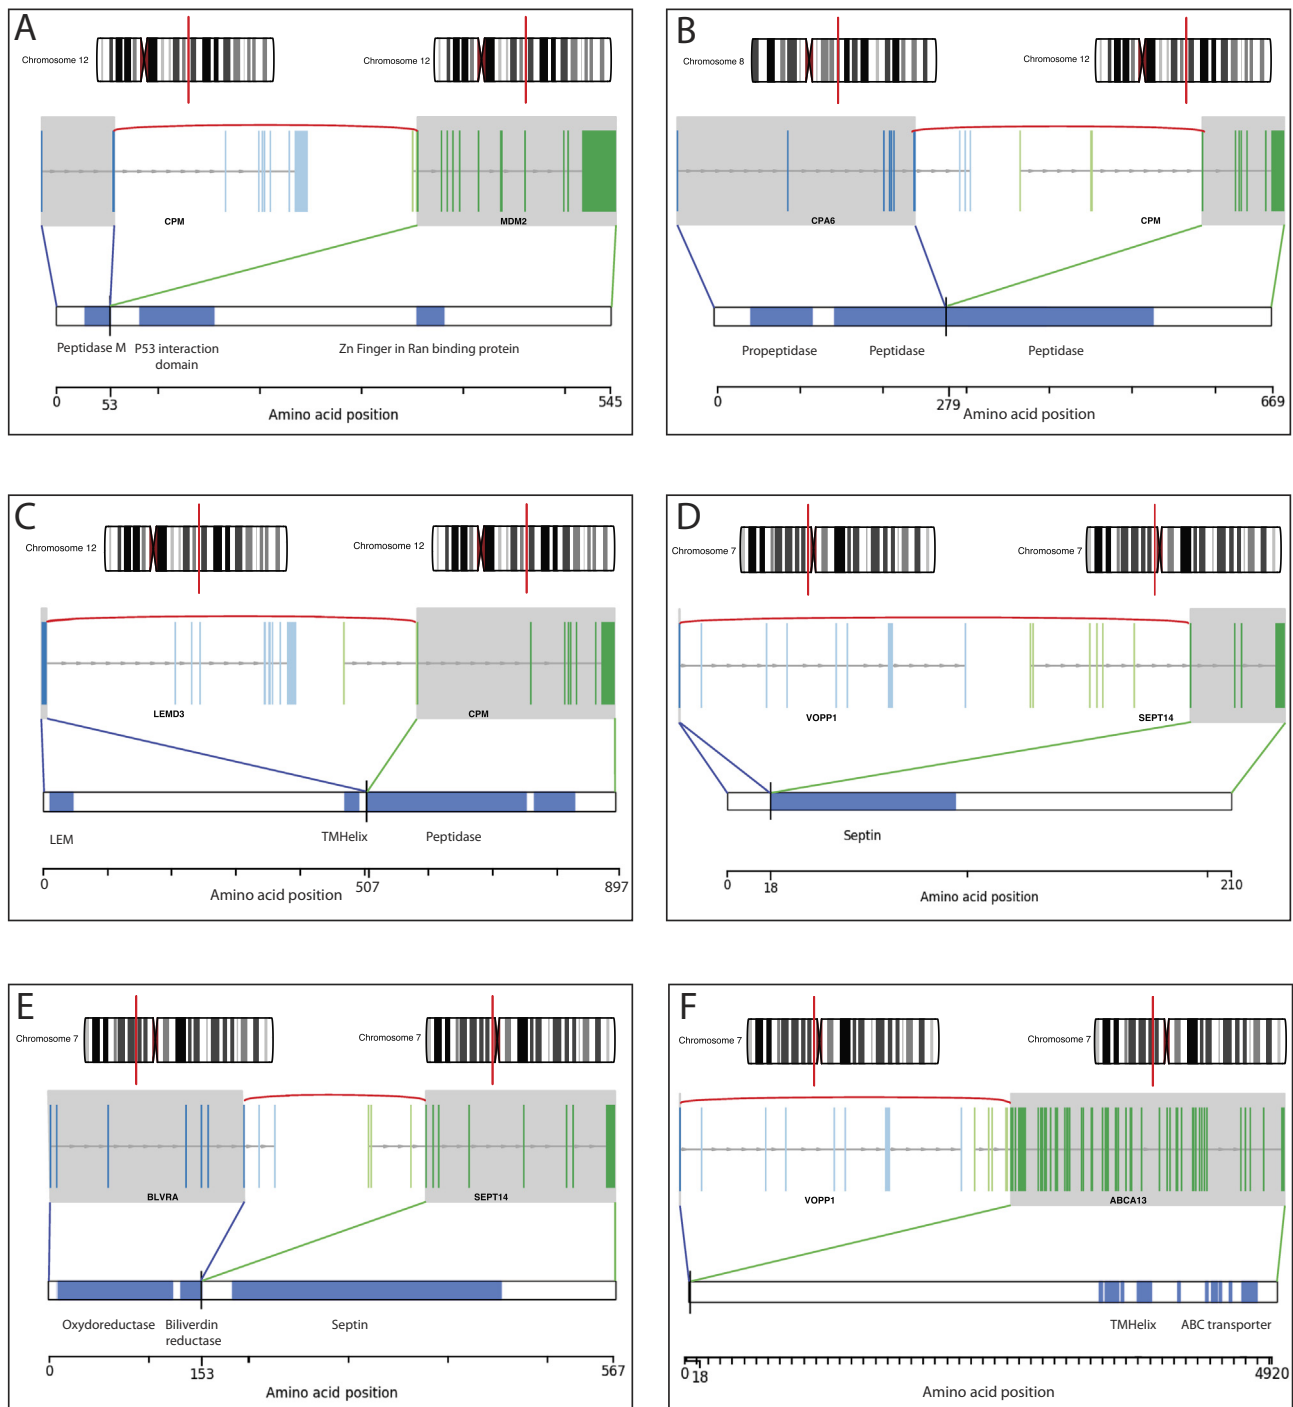 A
Chromosome 12
Chromosome 12
CPM
MDM2
Peptidase M
P53 interaction
domain
Zn Finger in Ran binding protein
0
53
545
Amino acid position
B
Chromosome 8
Chromosome 12
CPA6
CPM
Propeptidase
Peptidase
Peptidase
0
279
669
Amino acid position
C
Chromosome 12
Chromosome 12
LEMD3
CPM
LEM
TMHelix
Peptidase
0
507
897
Amino acid position
D
Chromosome 7
Chromosome 7
VOPP1
SEPT14
Septin
0
18
210
Amino acid position
E
Chromosome 7
Chromosome 7
BLVRA
SEPT14
Oxydoreductase
Biliverdin
reductase
Septin
0
153
567
Amino acid position
F
Chromosome 7
Chromosome 7
VOPP1
ABCA13
TMHelix
ABC transporter
0
18
4920
Amino acid position